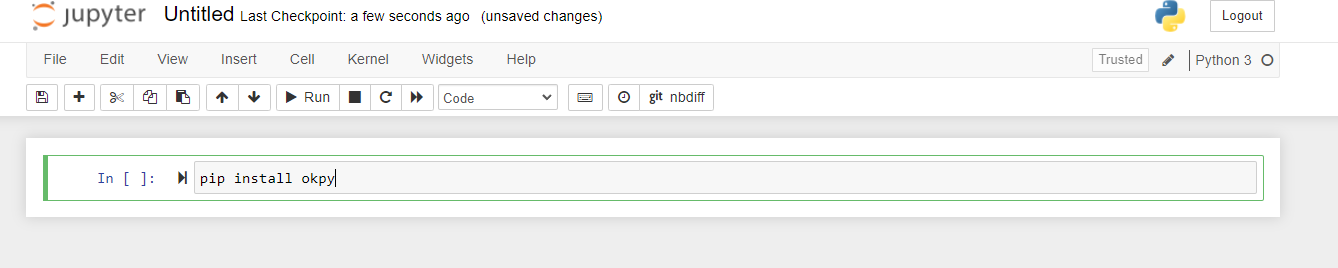 jupyter Untitled Last Checkpoint: a few seconds ago (unsaved changes) Logout
File Edit View Insert Cell Kernel Widgets Help Trusted Python 3
Run Code git nbdiff
In [ ]: pip install okpy